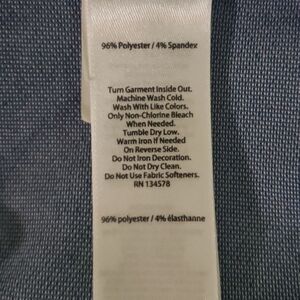 96% Polyester / 4% Spandex
Turn Garment Inside Out.
Machine Wash Cold.
Wash With Like Colors.
Only Non-Chlorine Bleach
When Needed.
Tumble Dry Low.
Warm Iron If Needed
On Reverse Side.
Do Not Iron Decoration.
Do Not Dry Clean.
Do Not Use Fabric Softeners.
RN 134578
96% polyester / 4% élasthanne